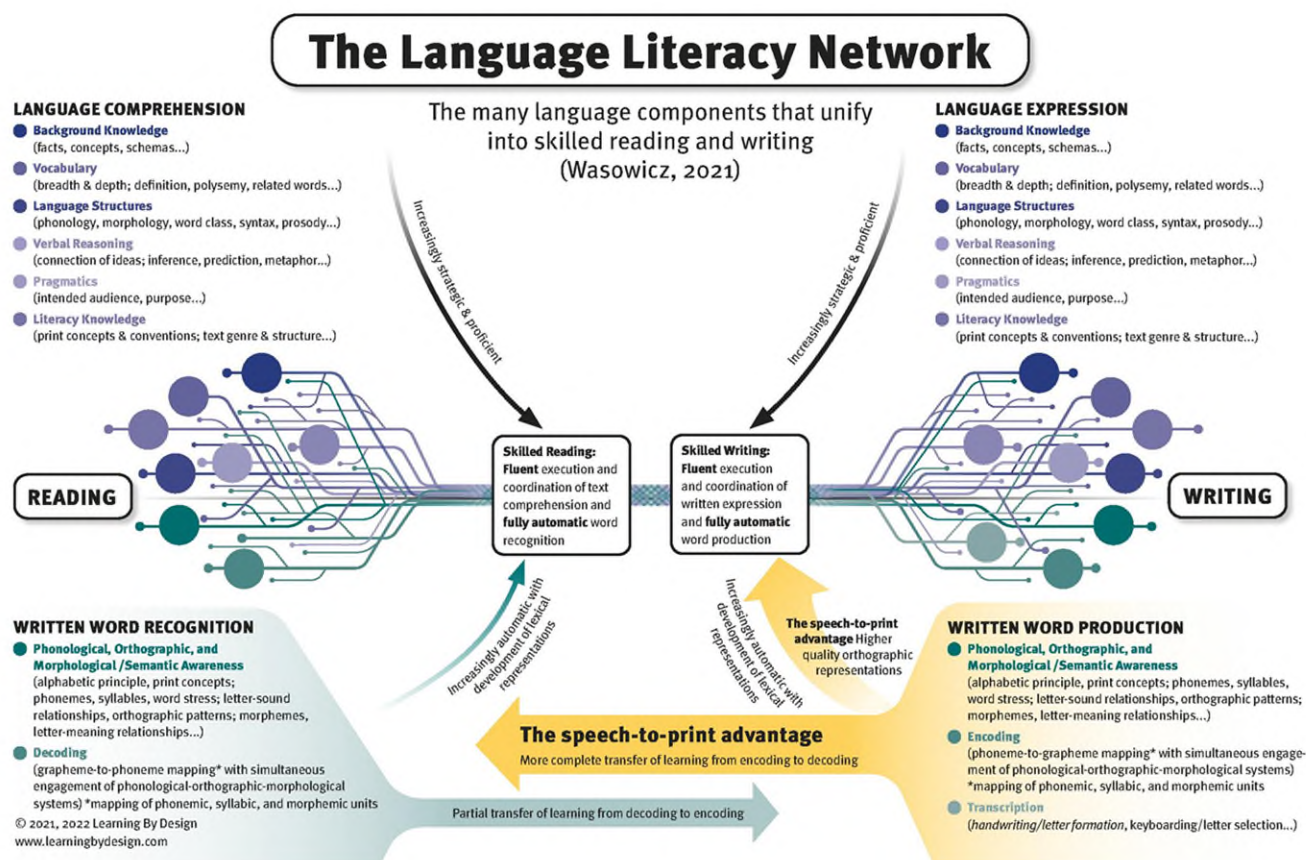 The Language Literacy Network
The many language components that unify
into skilled reading and writing
(Wasowicz, 2021)
LANGUAGE COMPREHENSION
Background Knowledge
(facts, concepts, schemas...)
Vocabulary
(breadth & depth; definition, polysemy, related words...)
Language Structures
(phonology, morphology, word class, syntax, prosody...)
Verbal Reasoning
(connection of ideas; inference, prediction, metaphor...)
Pragmatics
(intended audience, purpose...)
Literacy Knowledge
(print concepts & conventions; text genre & structure...)
LANGUAGE EXPRESSION
Background Knowledge
(facts, concepts, schemas...)
Vocabulary
(breadth & depth; definition, polysemy, related words...)
Language Structures
(phonology, morphology, word class, syntax, prosody...)
Verbal Reasoning
(connection of ideas; inference, prediction, metaphor...)
Pragmatics
(intended audience, purpose...)
Literacy Knowledge
(print concepts & conventions; text genre & structure...)
Increasingly strategic & proficient
Increasingly strategic & proficient
READING
Skilled Reading:
Fluent execution and
coordination of text
comprehension and
fully automatic word
recognition
Skilled Writing:
Fluent execution
and coordination of
written expression
and fully automatic
word production
WRITING
WRITTEN WORD RECOGNITION
Phonological, Orthographic, and
Morphological /Semantic Awareness
(alphabetic principle, print concepts;
phonemes, syllables, word stress; letter-sound
relationships, orthographic patterns; morphemes,
letter-meaning relationships...)
Decoding
(grapheme-to-phoneme mapping* with simultaneous
engagement of phonological-orthographic-morphological
systems) *mapping of phonemic, syllabic, and morphemic units
© 2021, 2022 Learning By Design
www.learningbydesign.com
Increasingly automatic with
development of lexical
representations
Increasingly automatic with
development of lexical
representations
The speech-to-print
advantage Higher
quality orthographic
representations
The speech-to-print advantage
More complete transfer of learning from encoding to decoding
Partial transfer of learning from decoding to encoding
WRITTEN WORD PRODUCTION
Phonological, Orthographic, and
Morphological /Semantic Awareness
(alphabetic principle, print concepts; phonemes, syllables,
word stress; letter-sound relationships, orthographic patterns;
morphemes, letter-meaning relationships...)
Encoding
(phoneme-to-grapheme mapping* with simultaneous engage-
ment of phonological-orthographic-morphological systems)
*mapping of phonemic, syllabic, and morphemic units
Transcription
(handwriting/letter formation, keyboarding/letter selection...)